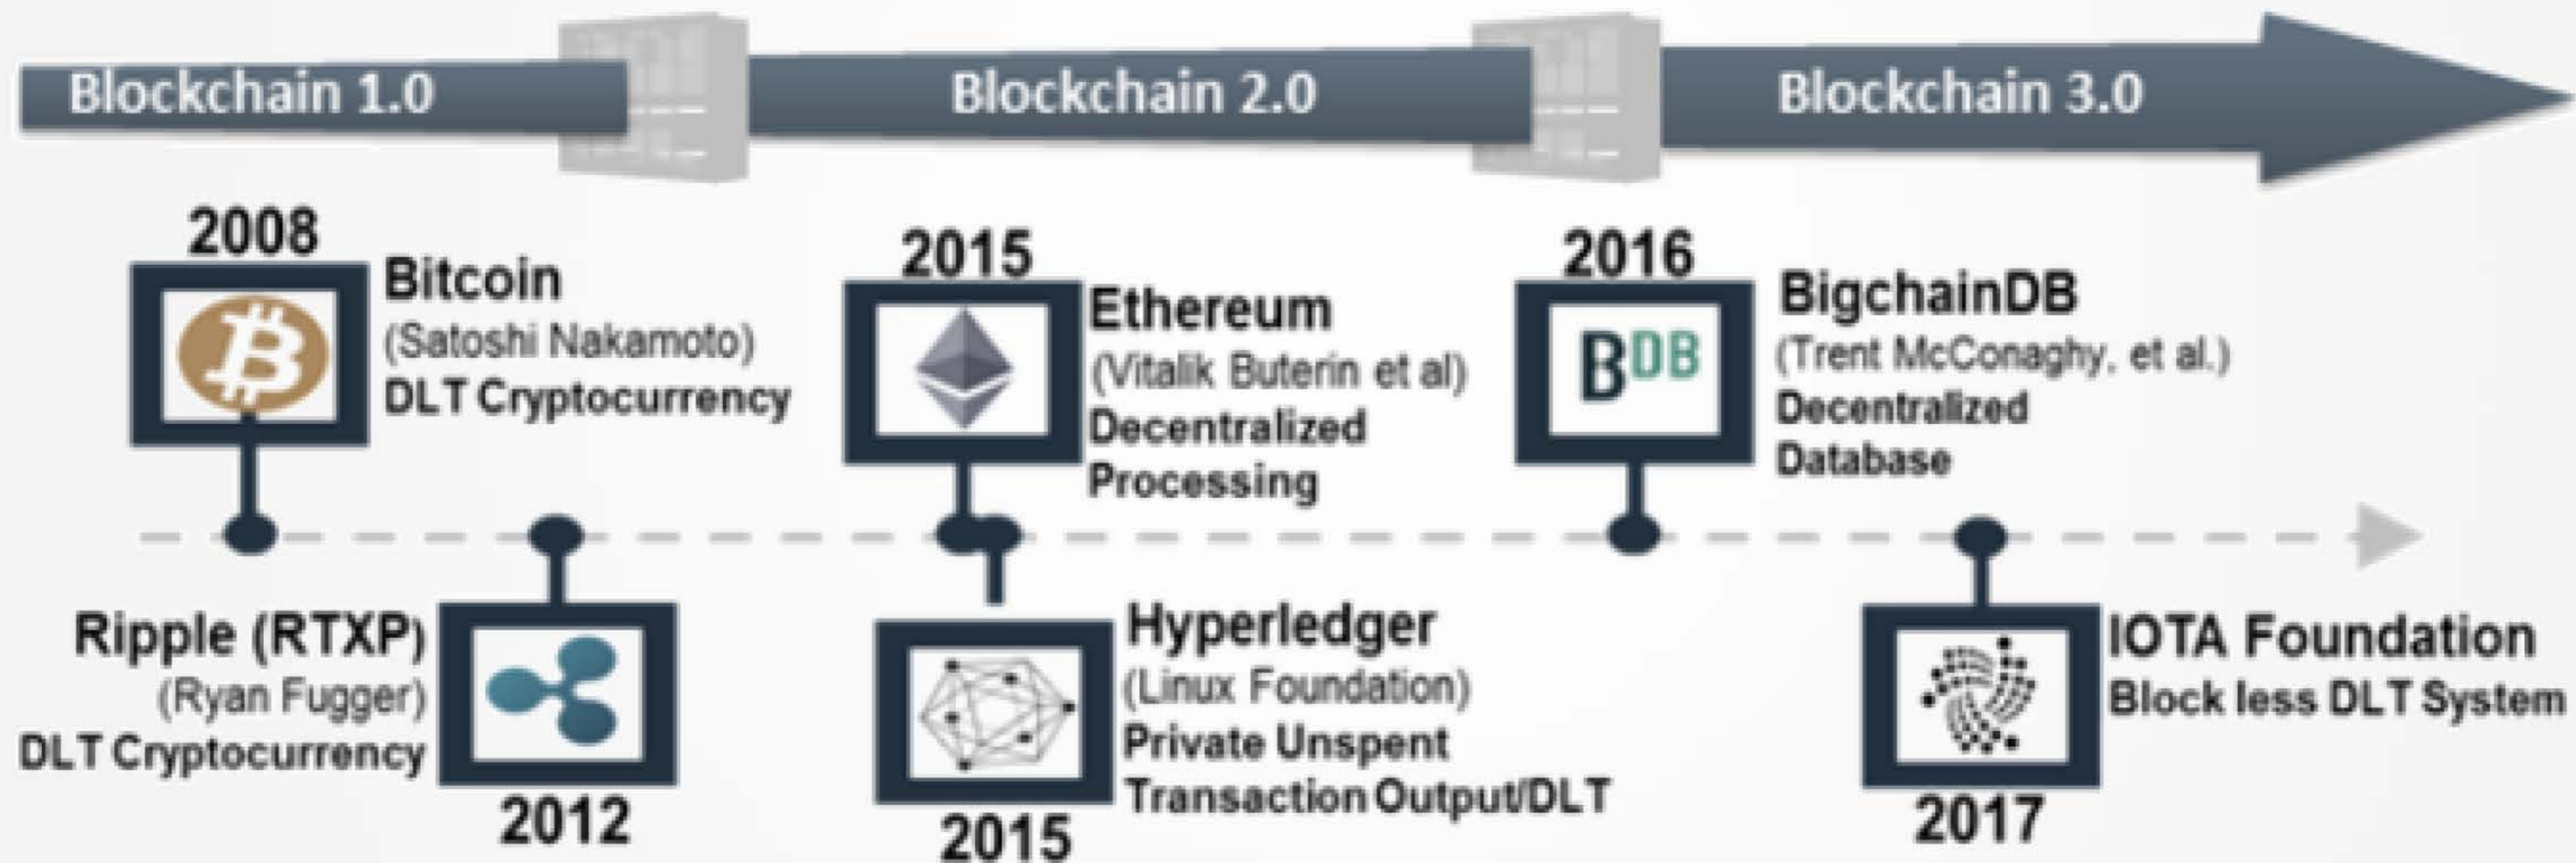 Blockchain 1.0
Blockchain 2.0
Blockchain 3.0
2008
Bitcoin
(Satoshi Nakamoto)
DLT Cryptocurrency
2015
Ethereum
(Vitalik Buterin et al)
Decentralized
Processing
2016
BDB
BigchainDB
(Trent McConaghy, et al.)
Decentralized
Database
Ripple (RTXP)
(Ryan Fugger)
DLT Cryptocurrency
2012
Hyperledger
(Linux Foundation)
Private Unspent
Transaction Output/DLT
2015
IOTA Foundation
Block less DLT System
2017